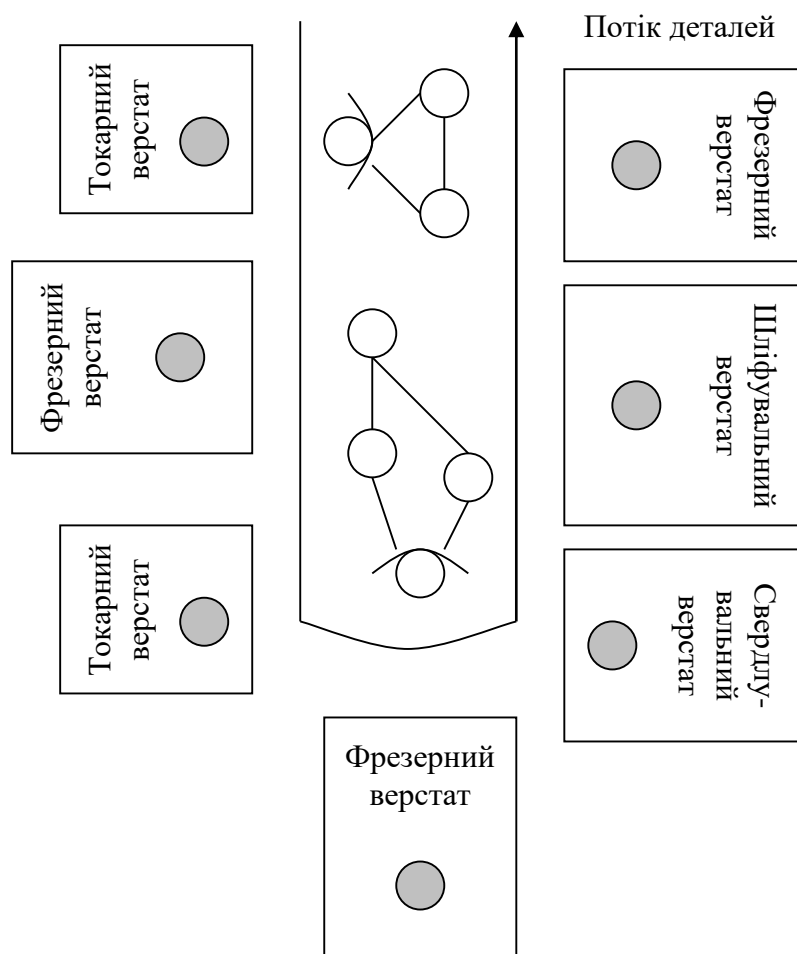 Потік деталей
Токарний
верстат
Фрезерний
верстат
Фрезерний
верстат
Шліфувальний
верстат
Токарний
верстат
Свердлу-
вальний
верстат
Фрезерний
верстат